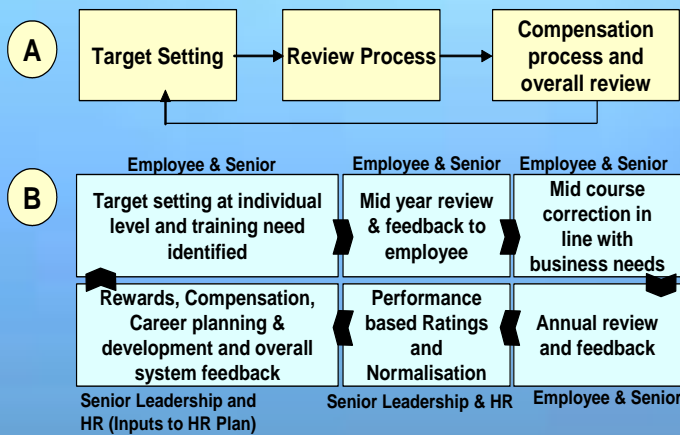 A
Target Setting
Review Process
Compensation
process and
overall review
B
Employee & Senior
Employee & Senior
Employee & Senior
Target setting at individual
level and training need
identified
Mid year review
& feedback to
employee
Mid course
correction in
line with
business needs
Rewards, Compensation,
Career planning &
development and overall
system feedback
Performance
based Ratings
and
Normalisation
Annual review
and feedback
Senior Leadership and
HR (Inputs to HR Plan)
Senior Leadership & HR
Employee & Senior